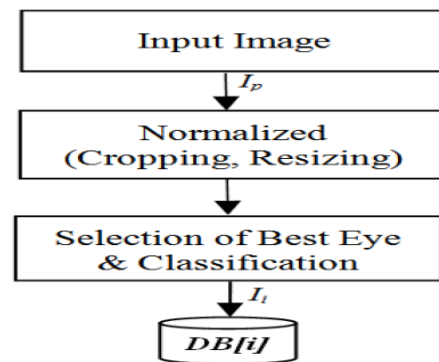 Input Image
I_p
Normalized
(Cropping, Resizing)
Selection of Best Eye
& Classification
I_i
DB[i]